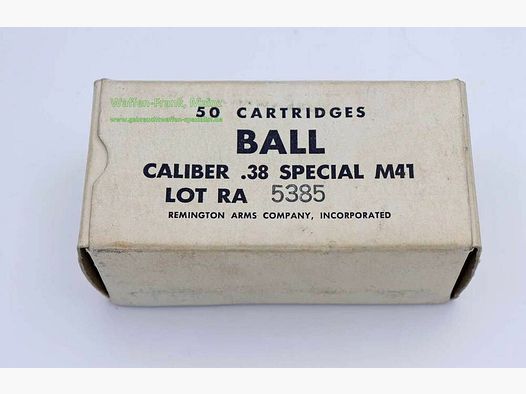 Waffen-Frank, Mainz
50 CARTRIDGES
www.gebrauchtwaffen-spezialist.de
BALL
CALIBER .38 SPECIAL M41
LOT RA 5385
REMINGTON ARMS COMPANY, INCORPORATED